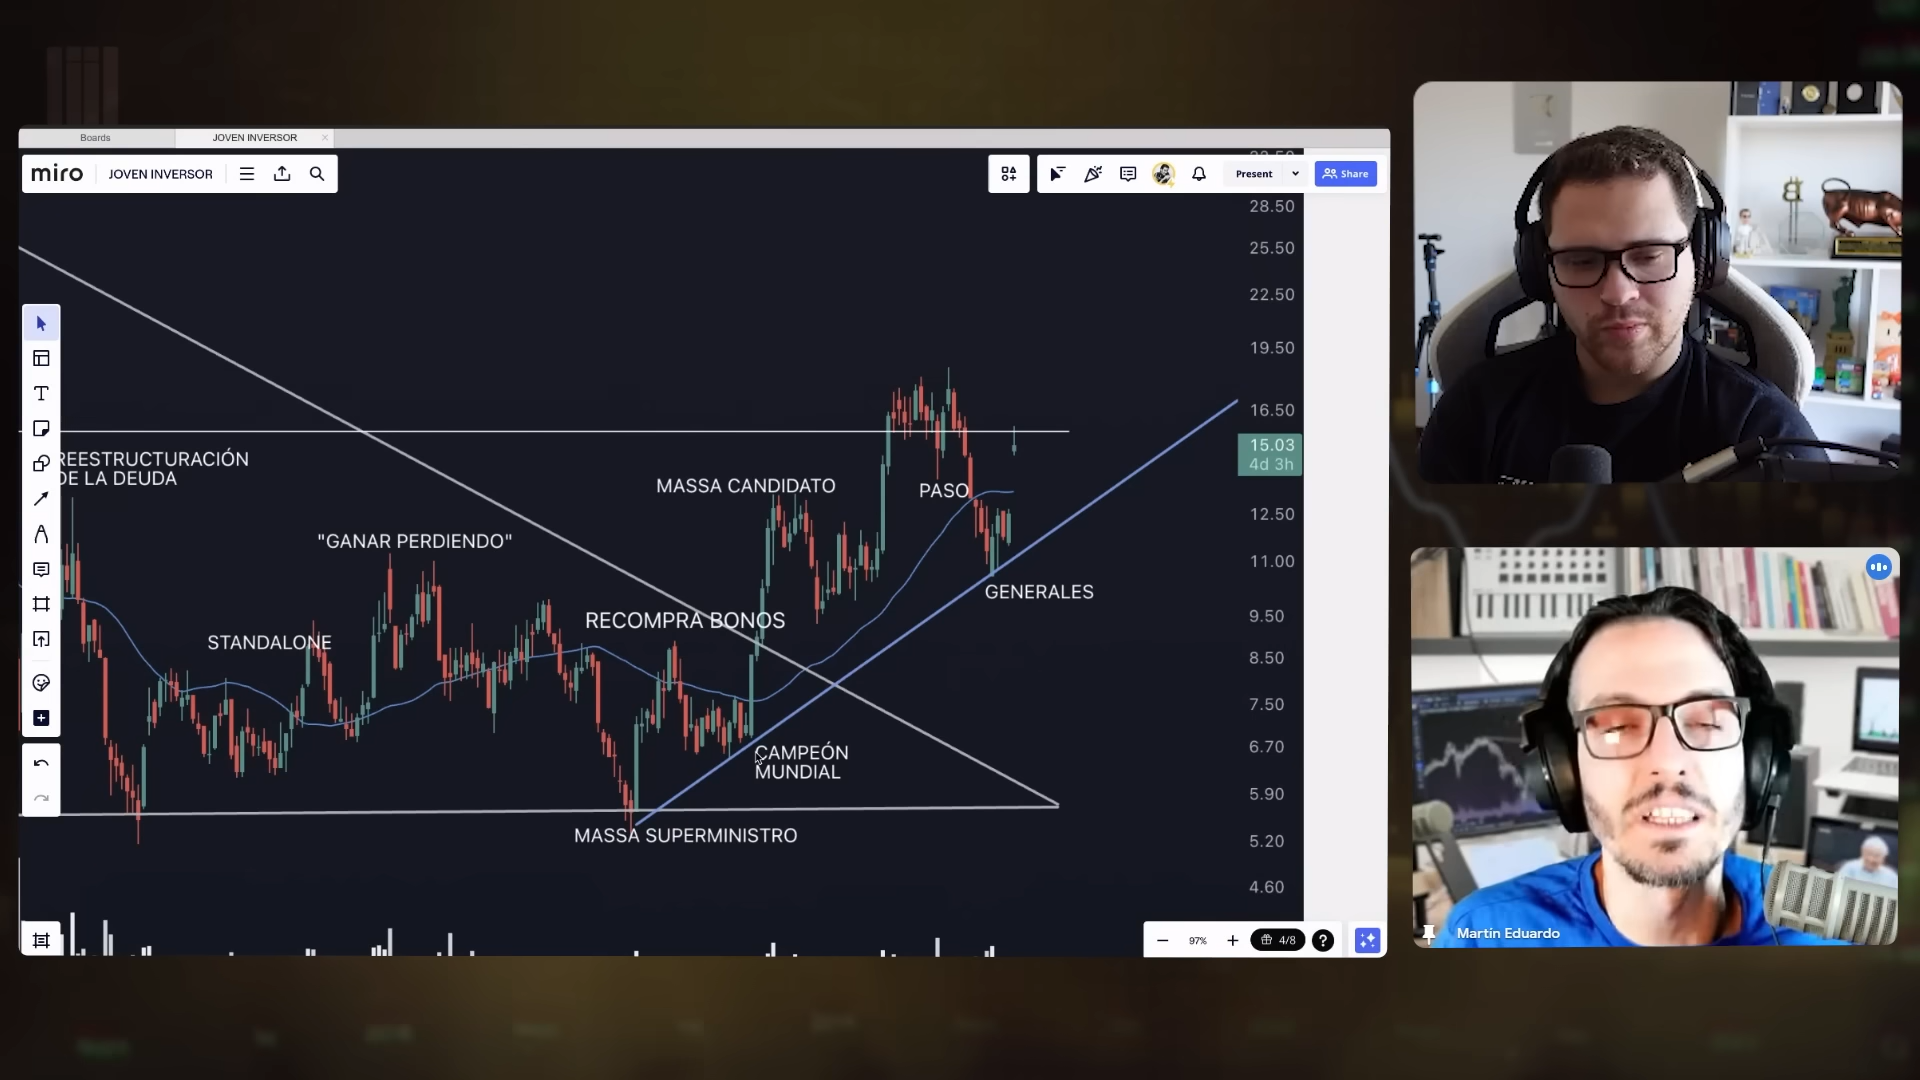 Boards
JOVEN INVERSOR
miro
JOVEN INVERSOR
Present
Share
28.50
25.50
22.50
19.50
16.50
15.03
4d 3h
12.50
11.00
9.50
8.50
7.50
6.70
5.90
5.20
4.60
REESTRUCTURACIÓN
DE LA DEUDA
"GANAR PERDIENDO"
STANDALONE
MASSA CANDIDATO
PASO
RECOMPRA BONOS
GENERALES
CAMPEÓN
MUNDIAL
MASSA SUPERMINISTRO
97%
4/8
Martin Eduardo